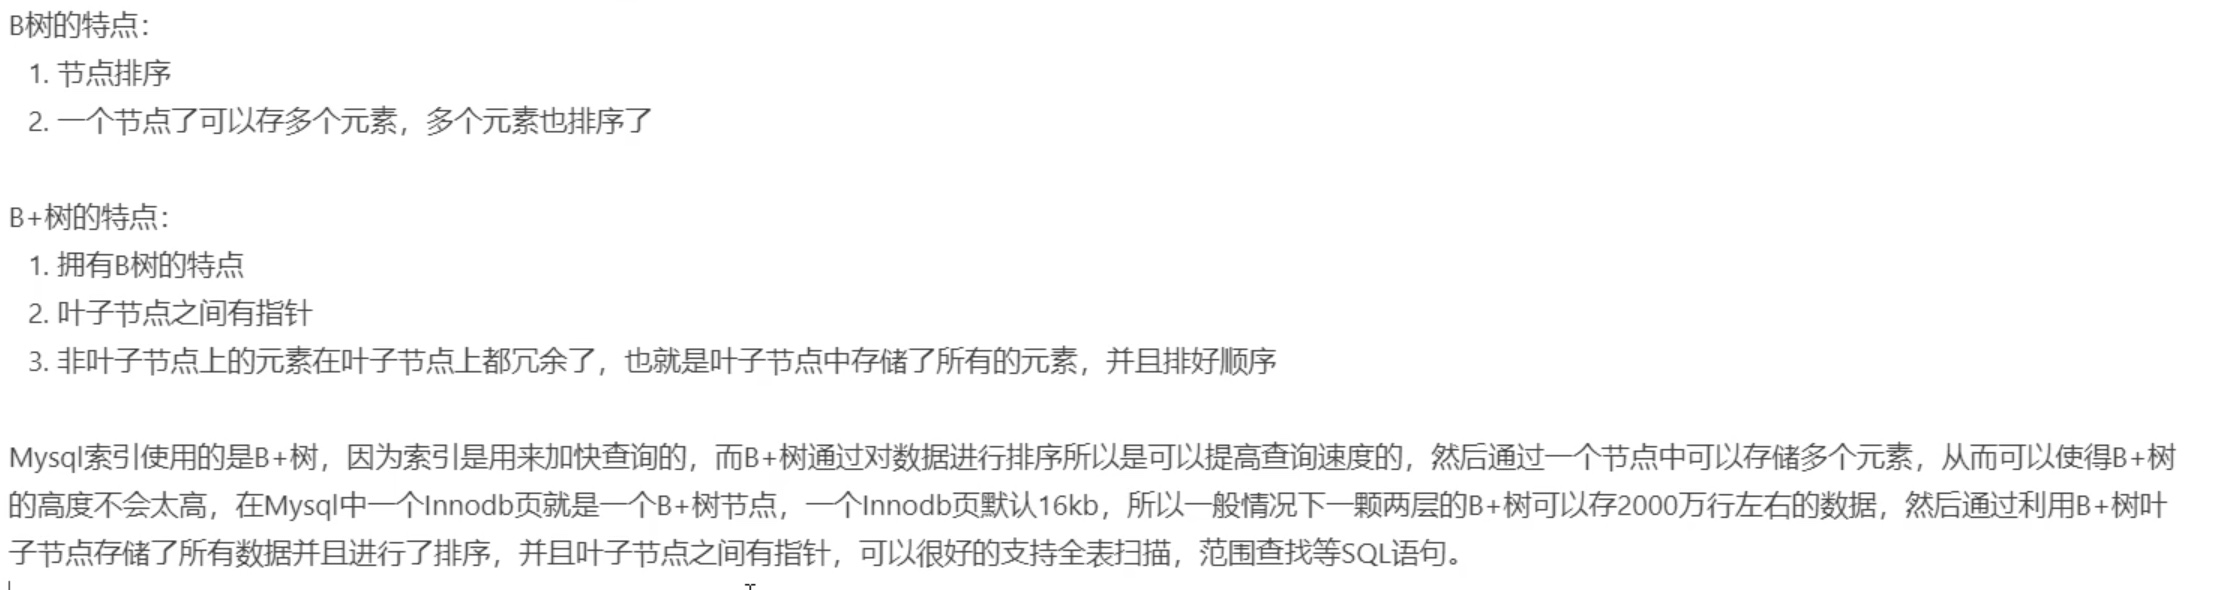 B树的特点：
1. 节点排序
2. 一个节点了可以存多个元素，多个元素也排序了
B+树的特点：
1. 拥有B树的特点
2. 叶子节点之间有指针
3. 非叶子节点上的元素在叶子节点上都冗余了，也就是叶子节点中存储了所有的元素，并且排好顺序
Mysql索引使用的是B+树，因为索引是用来加快查询的，而B+树通过对数据进行排序所以是可以提高查询速度的，然后通过一个节点中可以存储多个元素，从而可以使得B+树
的高度不会太高，在Mysql中一个Innodb页就是一个B+树节点，一个Innodb页默认16kb，所以一般情况下一颗两层的B+树可以存2000万行左右的数据，然后通过利用B+树叶
子节点存储了所有数据并且进行了排序，并且叶子节点之间有指针，可以很好的支持全表扫描，范围查找等SQL语句。